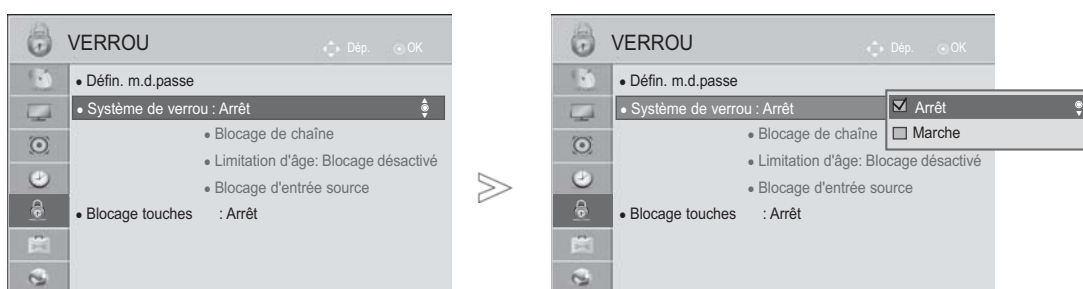 VERROU
Dép. OK
• Défin. m.d.passe
• Système de verrou : Arrêt
• Blocage de chaîne
• Limitation d'âge: Blocage désactivé
• Blocage d'entrée source
• Blocage touches : Arrêt
VERROU
Dép. OK
• Défin. m.d.passe
• Système de verrou : Arrêt
Arrêt
Marche
• Blocage de chaîne
• Limitation d'âge: Blocage désactivé
• Blocage d'entrée source
• Blocage touches : Arrêt